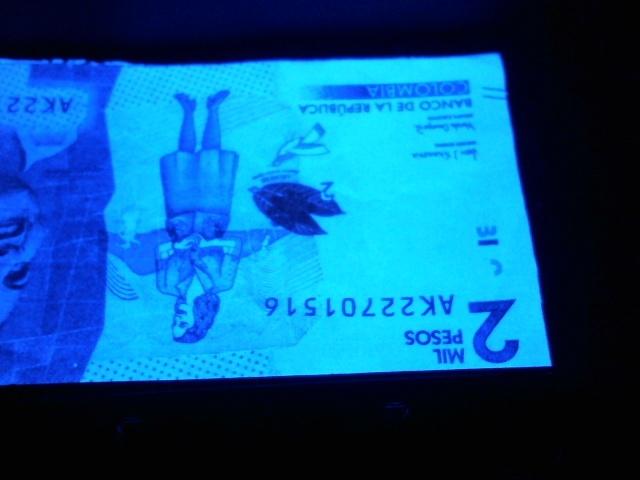 COLOMBIA
BANCO DE LA REPÚBLICA
2
AK22701516
AK22
2
MIL
PESOS